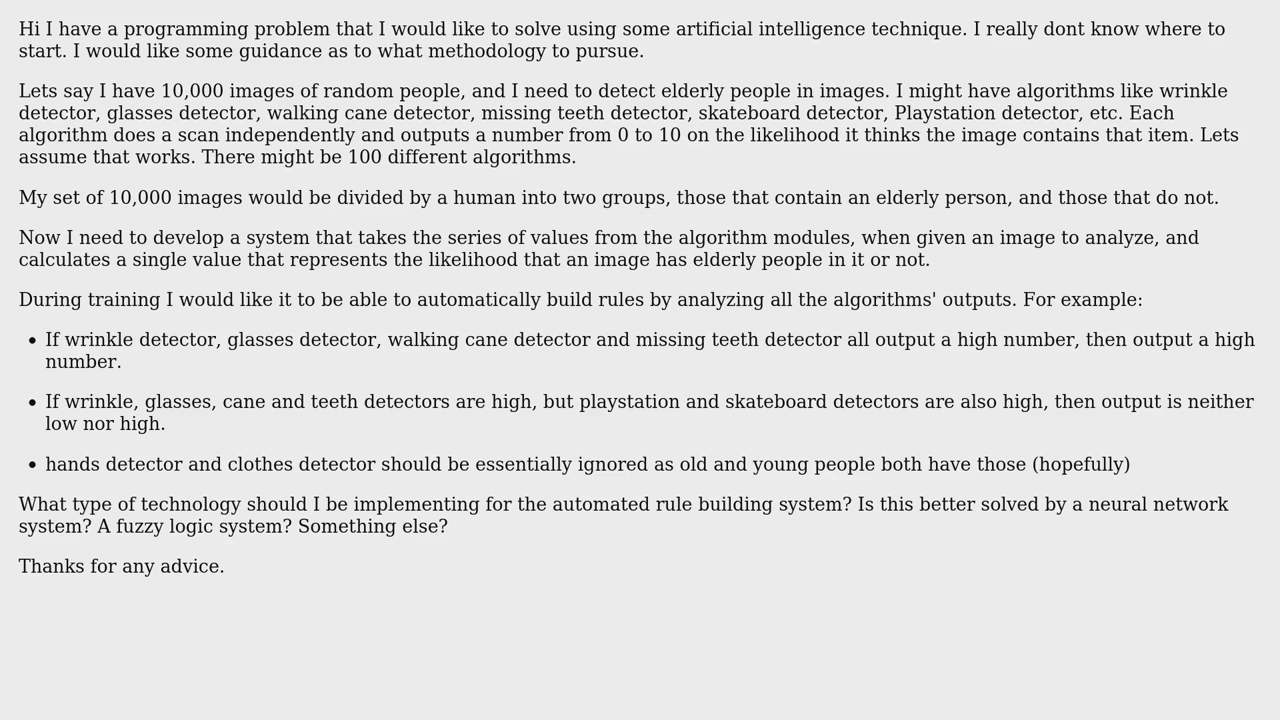 Hi I have a programming problem that I would like to solve using some artificial intelligence technique. I really dont know where to
start. I would like some guidance as to what methodology to pursue.
Lets say I have 10,000 images of random people, and I need to detect elderly people in images. I might have algorithms like wrinkle
detector, glasses detector, walking cane detector, missing teeth detector, skateboard detector, Playstation detector, etc. Each
algorithm does a scan independently and outputs a number from 0 to 10 on the likelihood it thinks the image contains that item. Lets
assume that works. There might be 100 different algorithms.
My set of 10,000 images would be divided by a human into two groups, those that contain an elderly person, and those that do not.
Now I need to develop a system that takes the series of values from the algorithm modules, when given an image to analyze, and
calculates a single value that represents the likelihood that an image has elderly people in it or not.
During training I would like it to be able to automatically build rules by analyzing all the algorithms' outputs. For example:
• If wrinkle detector, glasses detector, walking cane detector and missing teeth detector all output a high number, then output a high
number.
• If wrinkle, glasses, cane and teeth detectors are high, but playstation and skateboard detectors are also high, then output is neither
low nor high.
• hands detector and clothes detector should be essentially ignored as old and young people both have those (hopefully)
What type of technology should I be implementing for the automated rule building system? Is this better solved by a neural network
system? A fuzzy logic system? Something else?
Thanks for any advice.